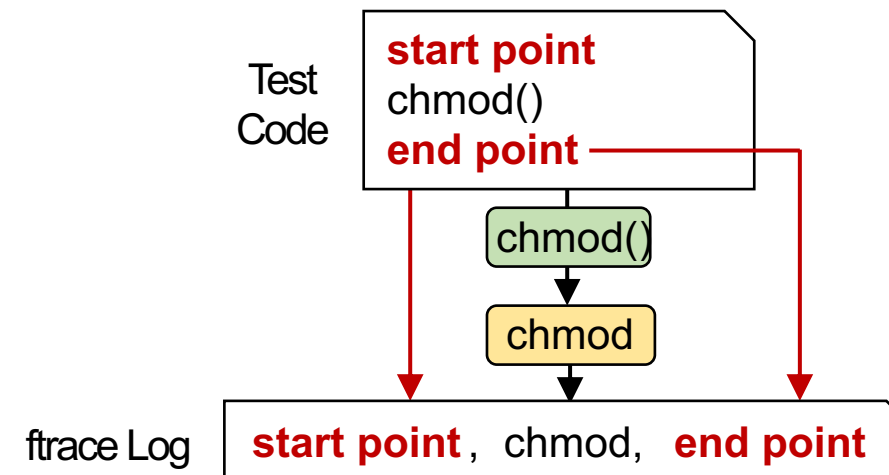 Test
Code
start point
chmod()
end point
chmod()
chmod
ftrace Log
start point, chmod, end point